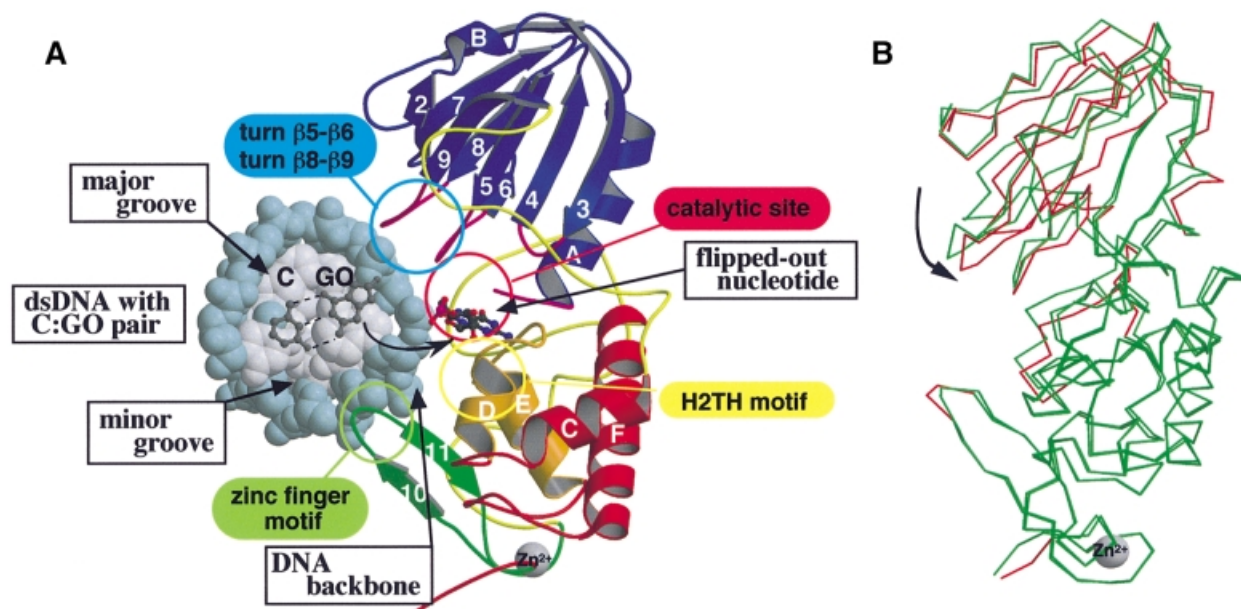 A
B
B
2
7
turn β5-β6
turn β8-β9
9
8
5
6
4
3
major
groove
catalytic site
A
flipped-out
nucleotide
C
GO
dsDNA with
C:GO pair
minor
groove
H2TH motif
D
E
C
F
11
10
zinc finger
motif
DNA
backbone
Zn2+
Zn2+